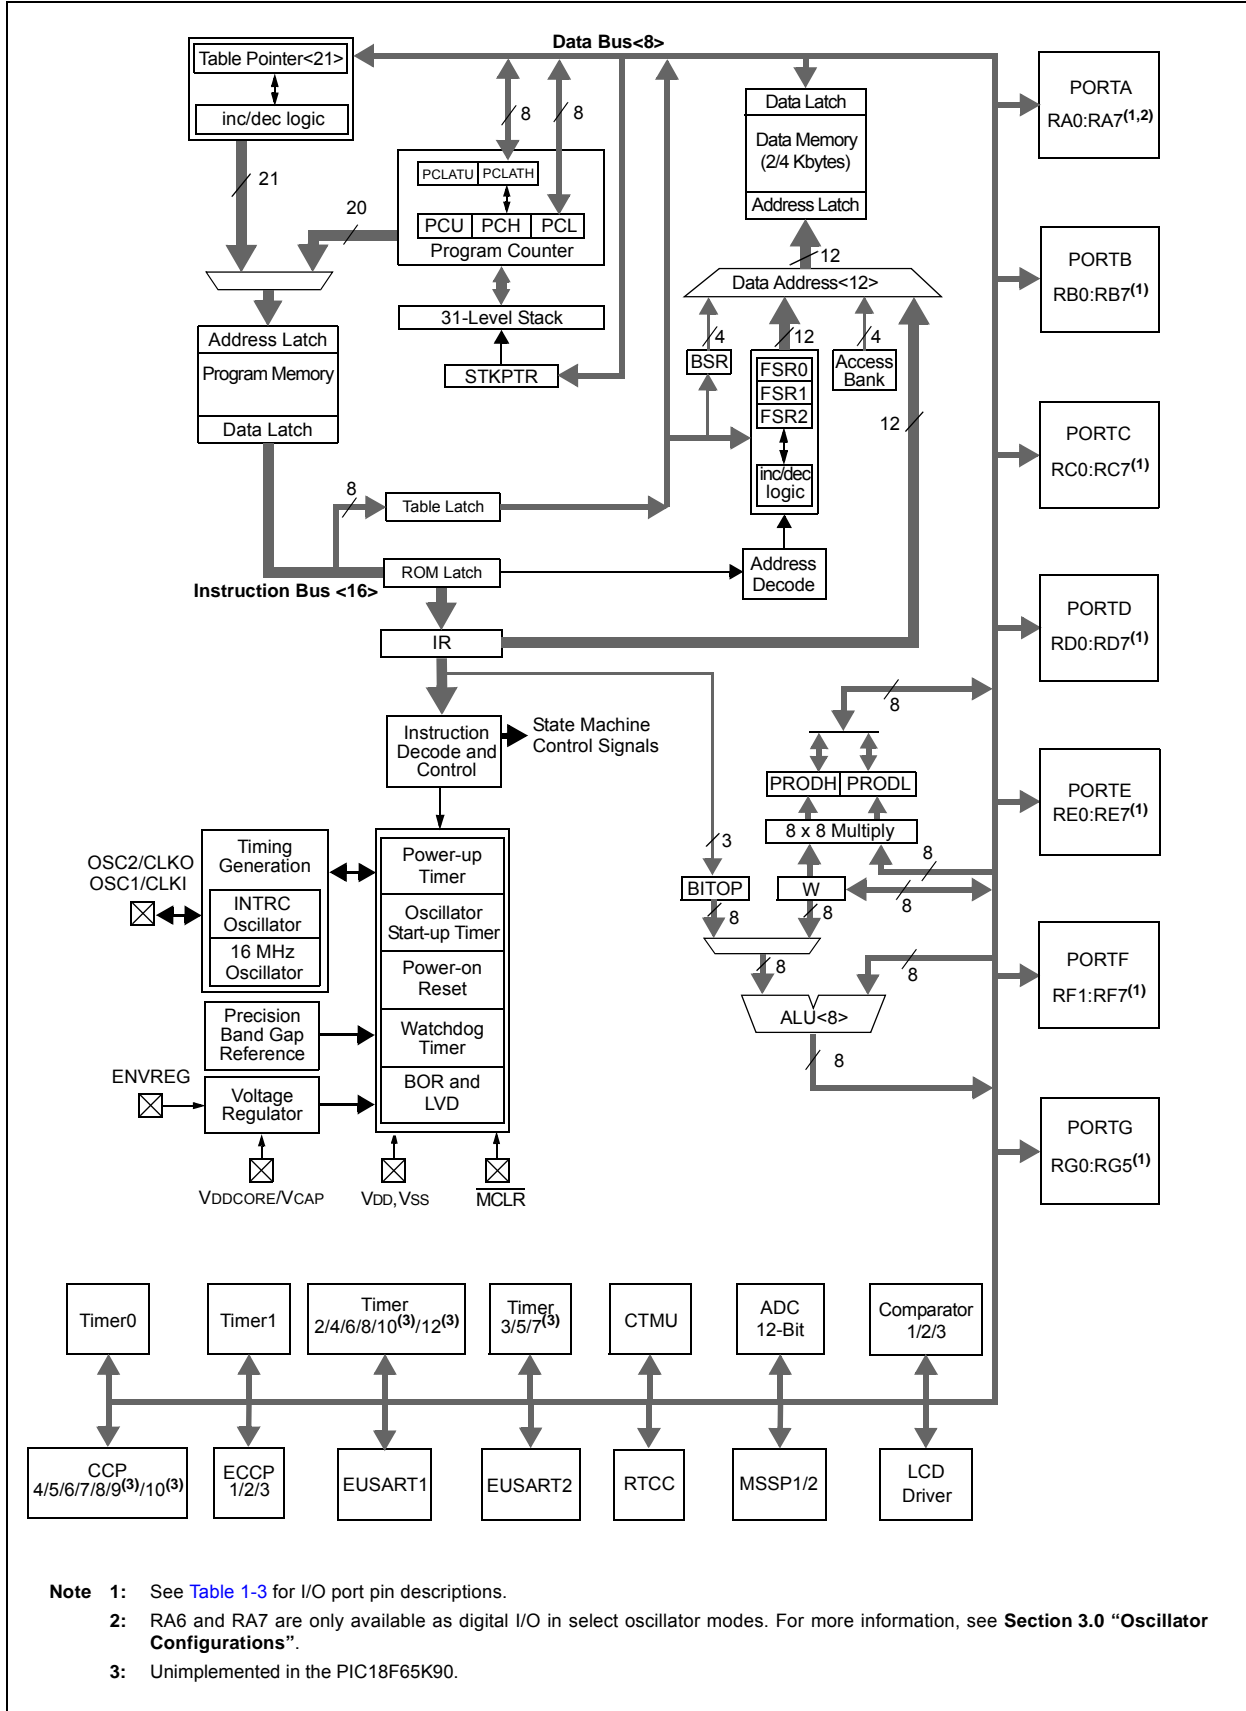 Data Bus<8>
Table Pointer<21>
inc/dec logic
21
20
8
8
PCLATU PCLATH
PCU PCH PCL
Program Counter
31-Level Stack
STKPTR
Address Latch
Program Memory
Data Latch
8
Table Latch
ROM Latch
Instruction Bus <16>
IR
Data Latch
Data Memory
(2/4 Kbytes)
Address Latch
12
Data Address<12>
4
12
4
BSR
FSR0
FSR1
FSR2
Access
Bank
12
inc/dec
logic
Address
Decode
Instruction
Decode and
Control
State Machine
Control Signals
8
PRODH PRODL
8 x 8 Multiply
3
8
BITOP
W
8
8
8
8
8
ALU<8>
8
OSC2/CLKO
OSC1/CLKI
Timing
Generation
INTRC
Oscillator
16 MHz
Oscillator
Power-up
Timer
Oscillator
Start-up Timer
Power-on
Reset
Watchdog
Timer
BOR and
LVD
Precision
Band Gap
Reference
ENVREG
Voltage
Regulator
VDDCORE/VCAP
VDD, VSS
MCLR
PORTA
RA0:RA7(1,2)
PORTB
RB0:RB7(1)
PORTC
RC0:RC7(1)
PORTD
RD0:RD7(1)
PORTE
RE0:RE7(1)
PORTF
RF1:RF7(1)
PORTG
RG0:RG5(1)
Timer0
Timer1
Timer
2/4/6/8/10(3)/12(3)
Timer
3/5/7(3)
CTMU
ADC
12-Bit
Comparator
1/2/3
CCP
4/5/6/7/8/9(3)/10(3)
ECCP
1/2/3
EUSART1
EUSART2
RTCC
MSSP1/2
LCD
Driver
Note 1: See Table 1-3 for I/O port pin descriptions.
2: RA6 and RA7 are only available as digital I/O in select oscillator modes. For more information, see Section 3.0 “Oscillator
Configurations”.
3: Unimplemented in the PIC18F65K90.